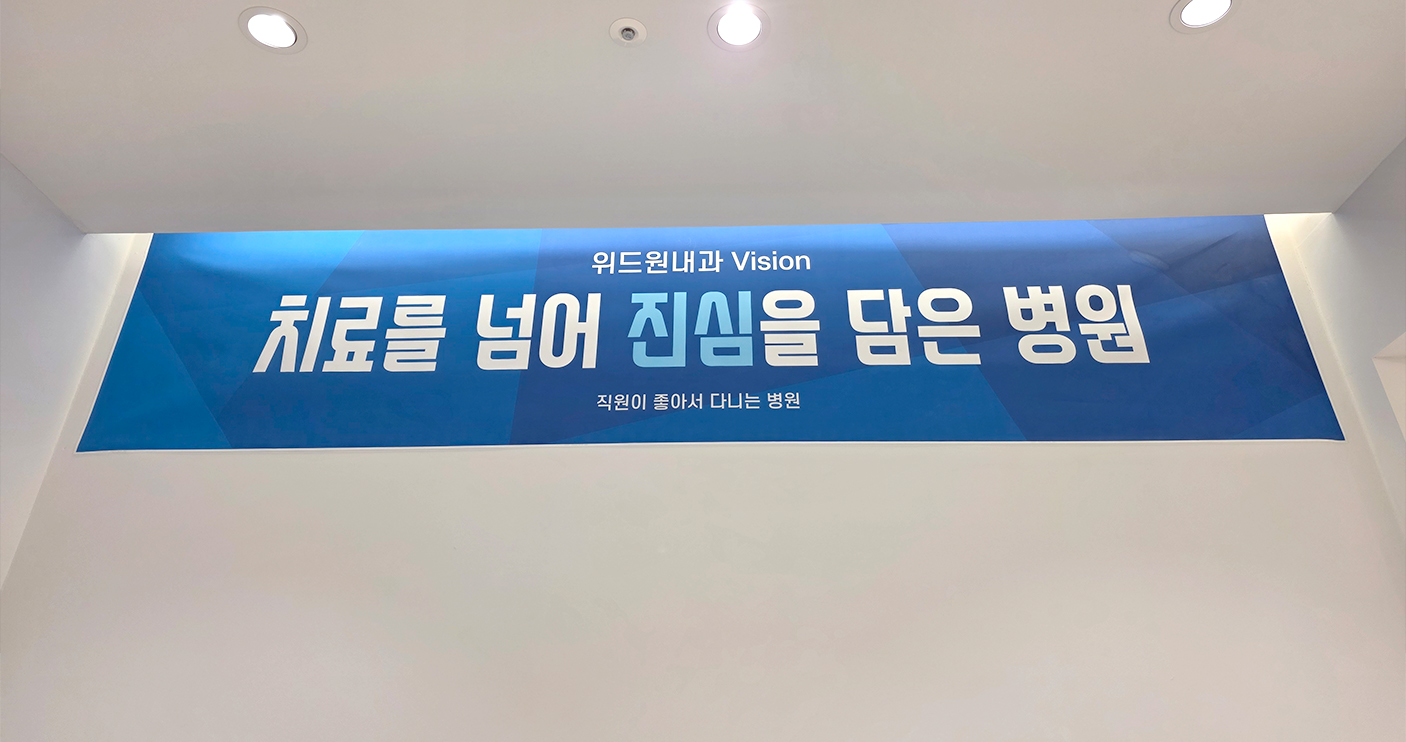 위드원내과 Vision
치료를 넘어 진심을 담은 병원
직원이 좋아서 다니는 병원